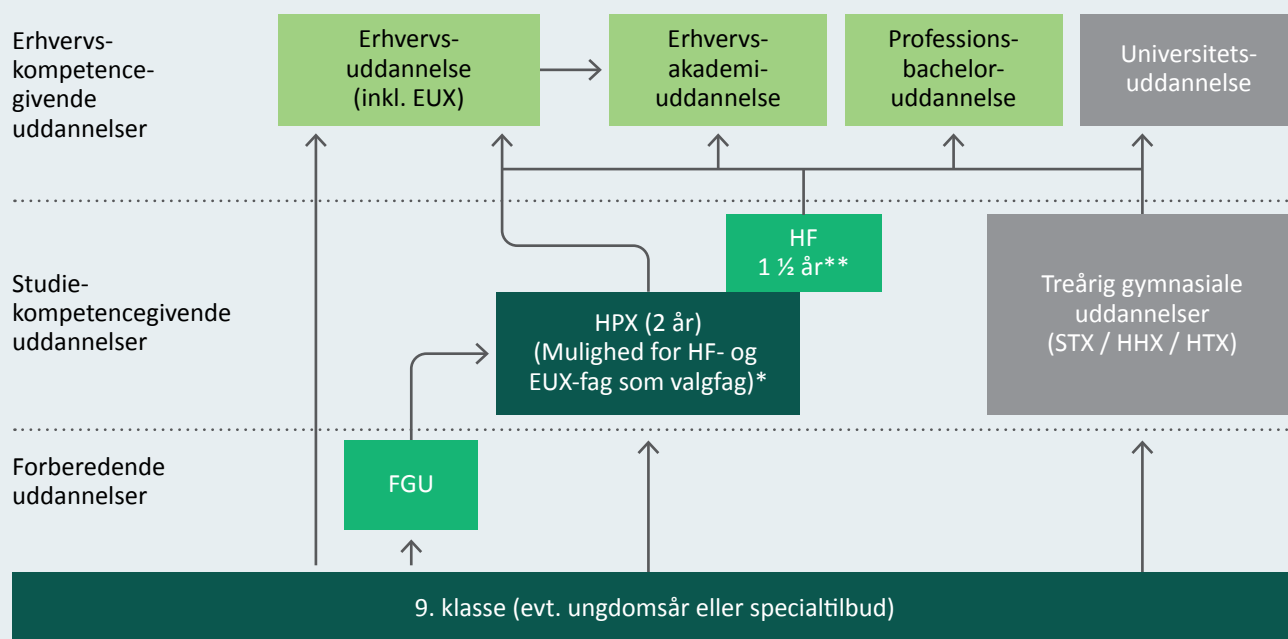 Erhvervs-
kompetence-
givende
uddannelser
Erhvervs-
uddannelse
(inkl. EUX)
Erhvervs-
akademi-
uddannelse
Professions-
bachelor-
uddannelse
Universitets-
uddannelse
Studie-
kompetencegivende
uddannelser
HF
1 ½ år**
HPX (2 år)
(Mulighed for HF- og
EUX-fag som valgfag)*
Treårig gymnasiale
uddannelser
(STX / HHX / HTX)
Forberedende
uddannelser
FGU
9. klasse (evt. ungdomsår eller specialtilbud)